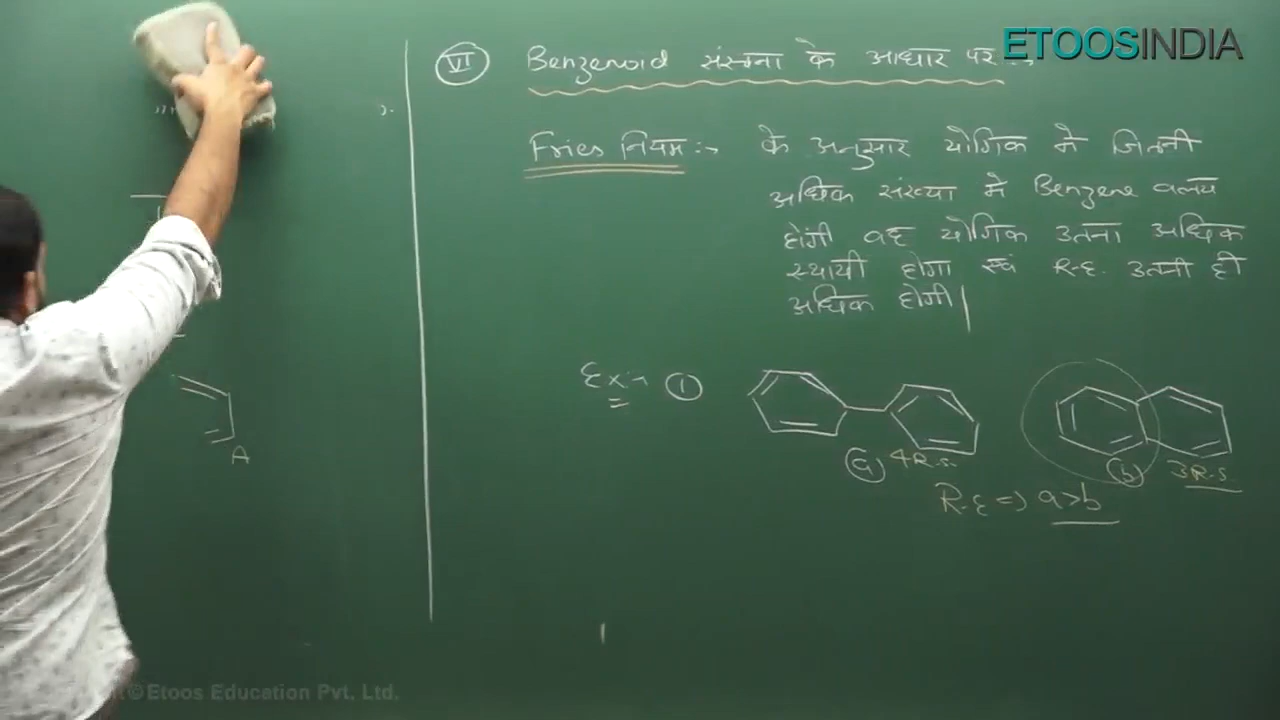 ETOOSINDIA
VI Benzenoid संरचना के आधार पर :-
Fries नियम :- के अनुसार यौगिक मे जितनी
अधिक संख्या मे Benzene वलय
होंगी वह यौगिक उतना अधिक
स्थायी होगा एवं R.E. उतनी ही
अधिक होगी।
Ex:- 1
a 4R.S. b 3R.S.
R.E => a>b
A
©Etoos Education Pvt. Ltd.